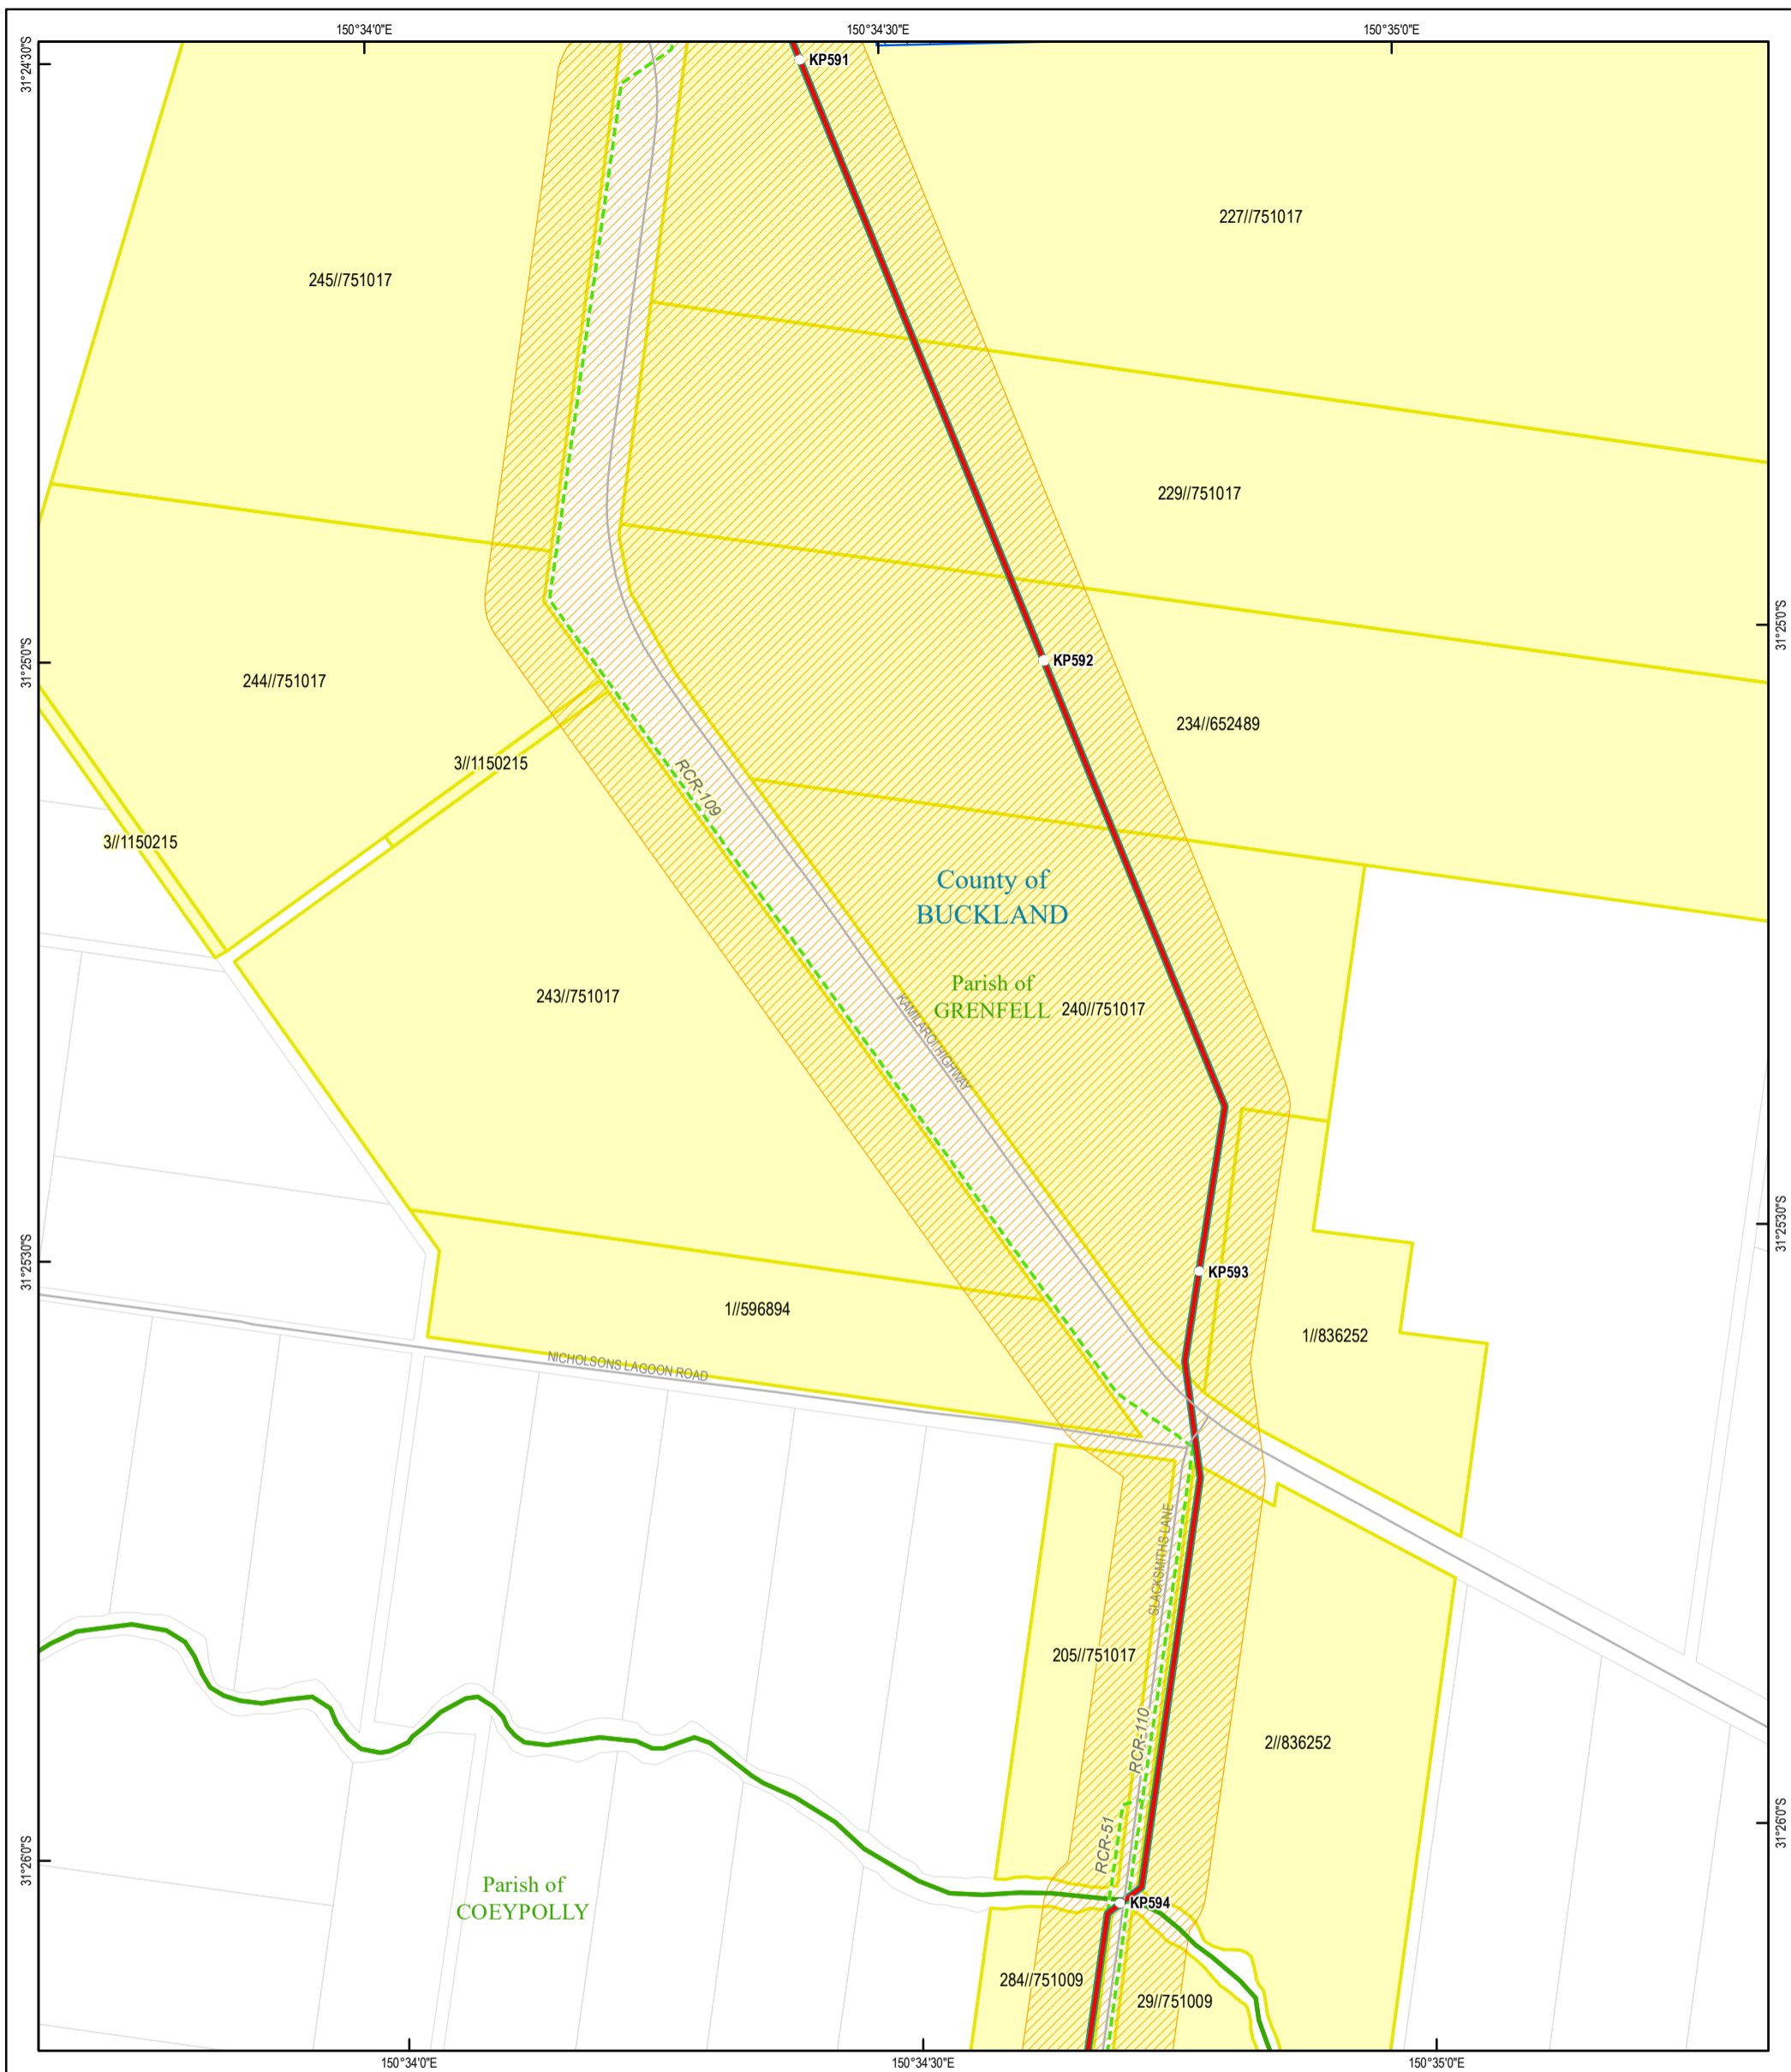 150°34'0"E
150°34'30"E
150°35'0"E
31°24'30"S
KP591
227//751017
245//751017
229//751017
31°25'0"S
31°25'0"S
KP592
244//751017
234//652489
3//1150215
RCR-109
3//1150215
County of
BUCKLAND
Parish of
GRENFELL
243//751017
240//751017
KAMILAROI HIGHWAY
31°25'30"S
31°25'30"S
KP593
1//596894
1//836252
NICHOLSONS LAGOON ROAD
SLACKSMITHS LANE
205//751017
RCR-110
2//836252
31°26'0"S
31°26'0"S
RCR-51
Parish of
COEYPOLLY
KP594
284//751009
29//751009
150°34'0"E
150°34'30"E
150°35'0"E